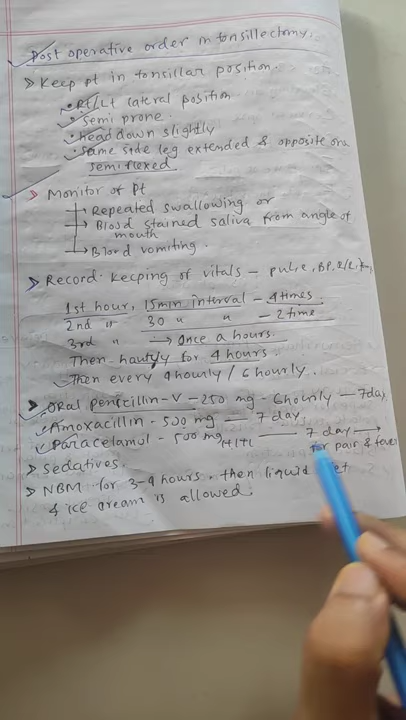 Post operative order in tonsillectomy.
> Keep pt in tonsillar position.
• Rt/Lt lateral position
• Semi prone.
• head down slightly
• Same side leg extended & opposite one
semiflexed.
> Monitor of Pt
→ Repeated swallowing or
→ Blood stained saliva from angle of
mouth
→ Blood vomiting.
> Record keeping of vitals – pulse, BP, R/R,
1st hour, 15min interval – 4 times.
2nd " 30 " " – 2 time
3rd " → Once a hours.
Then hourly for 4 hours.
Then every 4 hourly / 6 hourly.
> Oral penicillin-V – 250 mg – 6 hourly – 7day
• Amoxacillin – 500 mg – 7 day.
• Paracelamol – 500 mg 1+1+1 — 7 day →
for pain & fever
> Sedatives.
> NBM for 3-4 hours. then liquid
& ice cream is allowed.